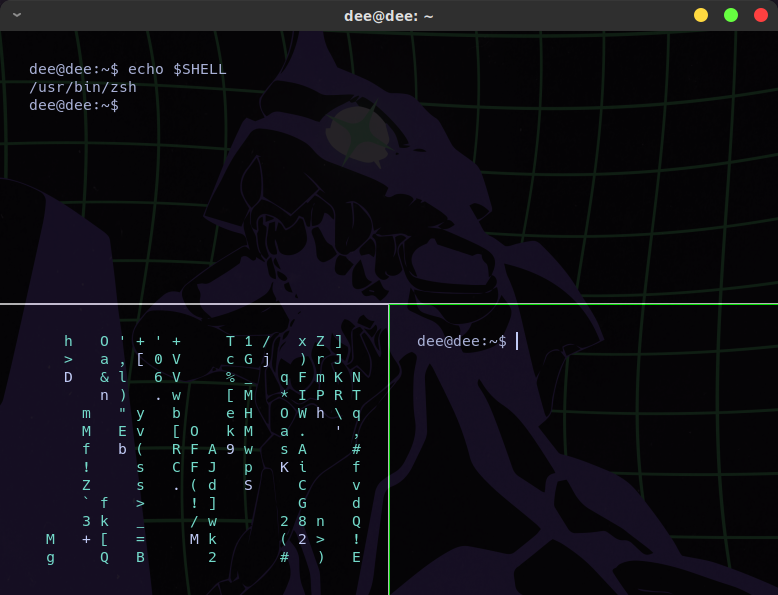 dee@dee: ~
dee@dee:~$ echo $SHELL
/usr/bin/zsh
dee@dee:~$
h O ' + ' + T 1 / x Z ]
> a , [ 0 V c G j ) r J
D & l 6 V % _ q F m K N
n ) . w [ M * I P R T
m " y b e H O W h \ q
M E v [ O k M a . ' ,
f b ( R F A 9 w s A #
! s C F J p K i f
Z s . ( d S C v
` f > ! ] G d
3 k _ / w 2 8 n Q
M + [ = M k ( 2 > !
g Q B 2 # ) E
dee@dee:~$